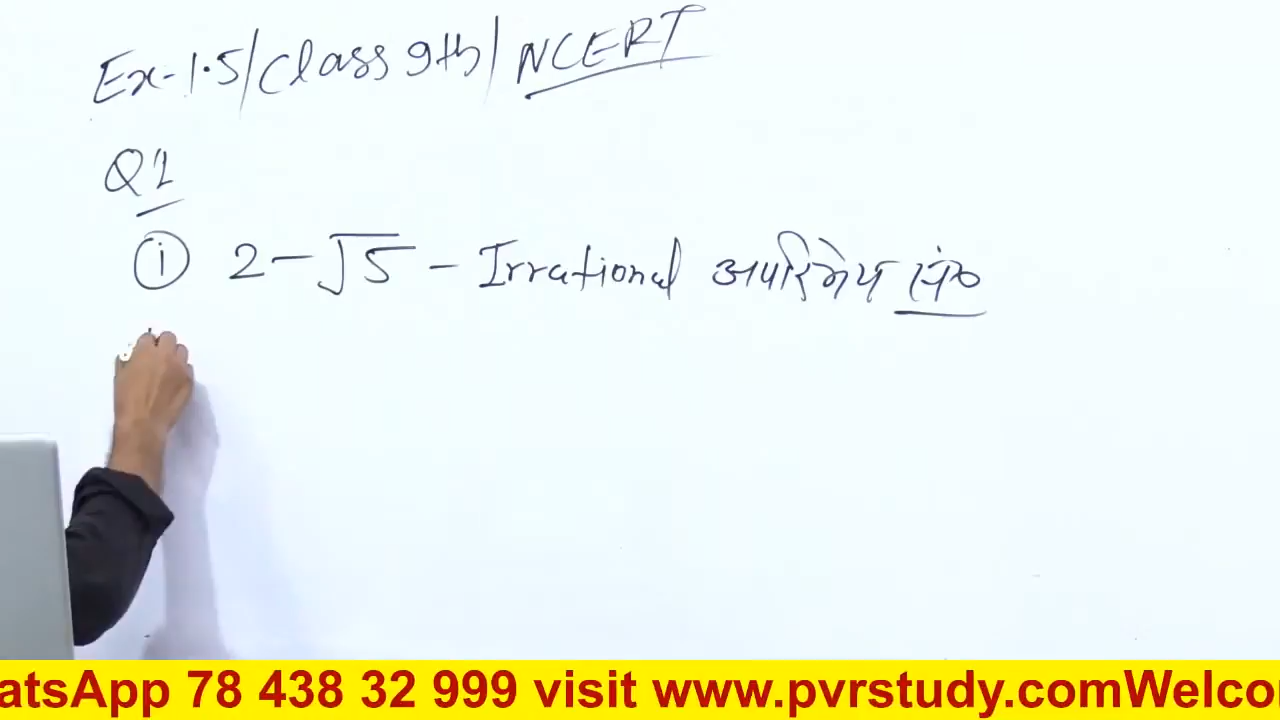 Ex-1.5/Class 9th/NCERT
Q1
(i) 2-√5 - Irrational अपरिमेय सं०
atsApp 78 438 32 999 visit www.pvrstudy.comWelco